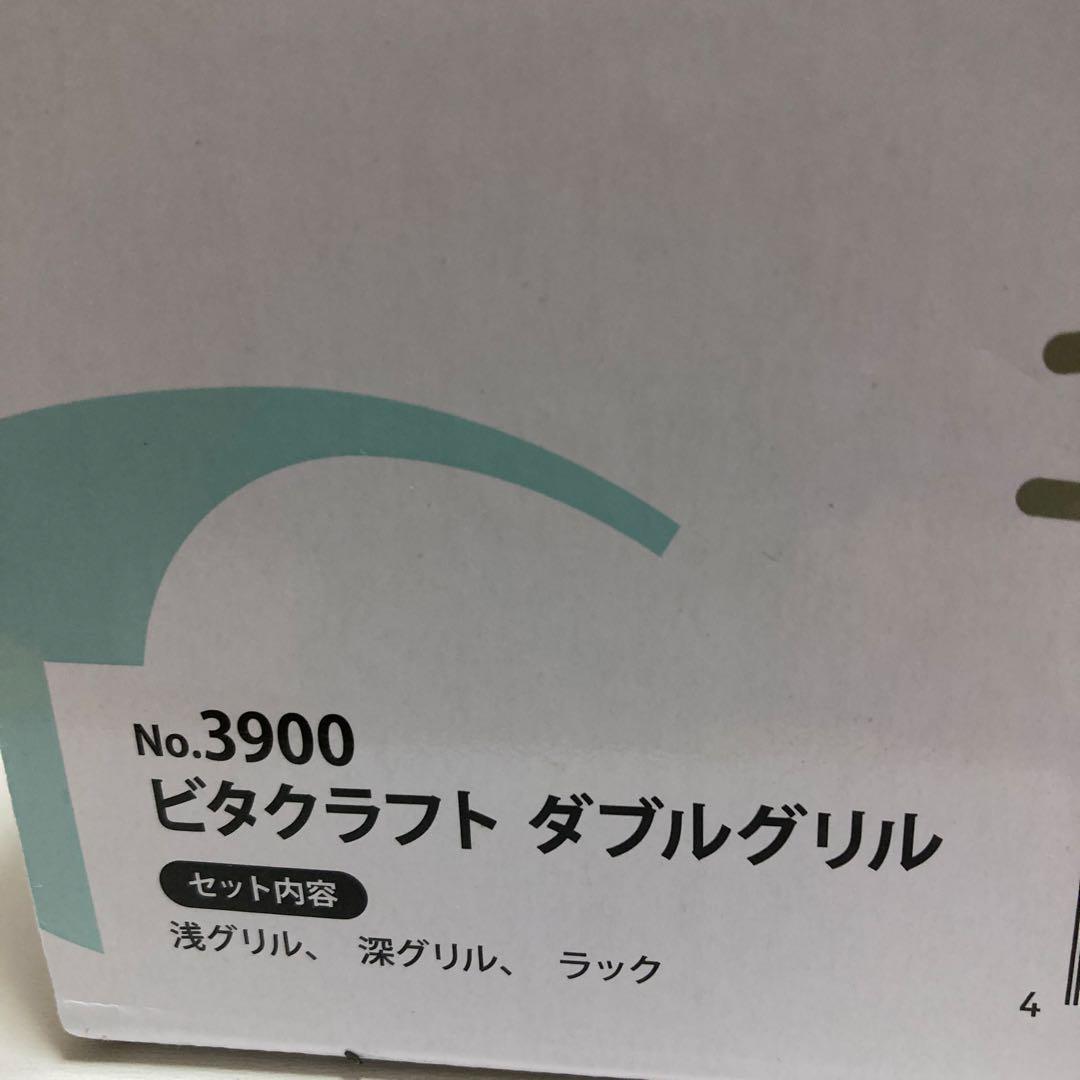 No.3900
ビタクラフト ダブルグリル
セット内容
浅グリル、 深グリル、 ラック
4